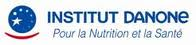 INSTITUT DANONE
Pour la Nutrition et la Santé